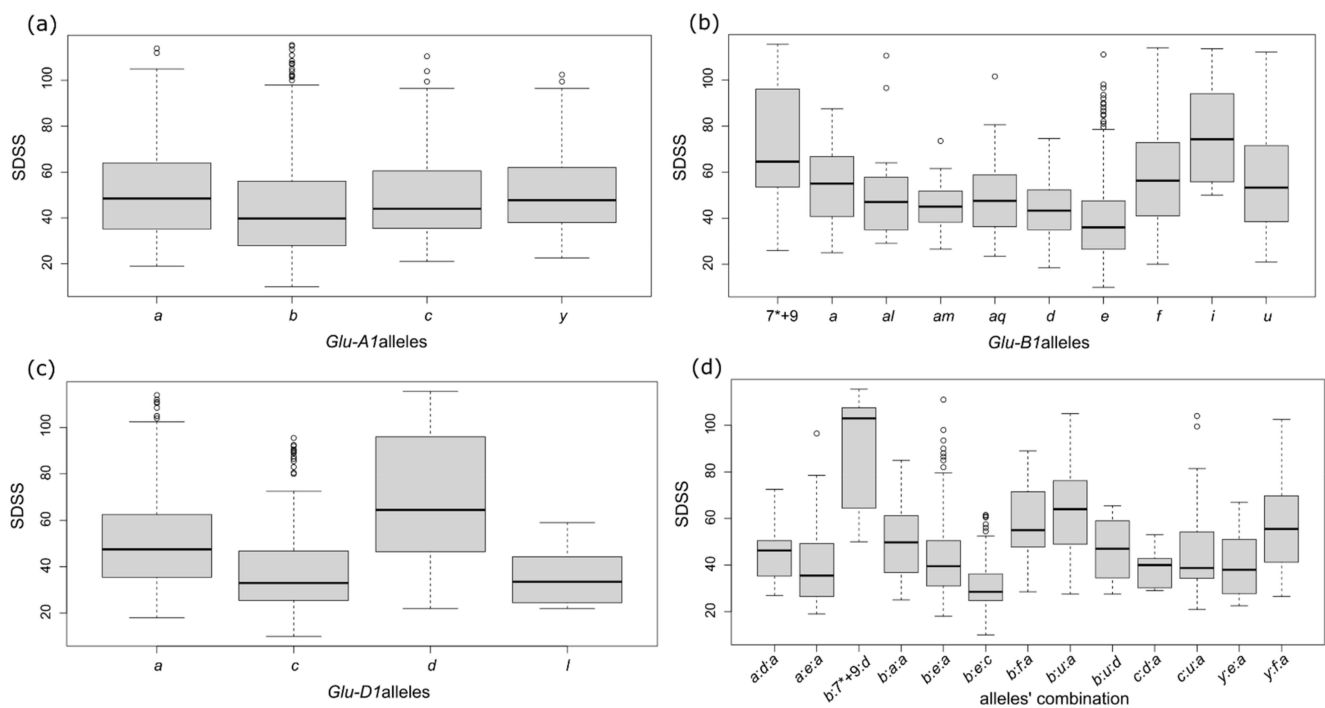 (a)
SDSS
20 40 60 80 100
a b c y
Glu-A1alleles
(b)
SDSS
20 40 60 80 100
7*+9 a al am aq d e f i u
Glu-B1alleles
(c)
SDSS
20 40 60 80 100
a c d l
Glu-D1alleles
(d)
SDSS
20 40 60 80 100
a:d:a a:e:a b:7*+9:d b:a:a b:e:a b:e:c b:f:a b:u:a b:u:d c:d:a c:u:a y:e:a y:f:a
alleles' combination